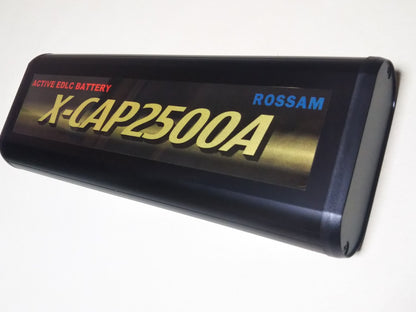 ACTIVE EDLC BATTERY
ROSSAM
X-CAP2500A